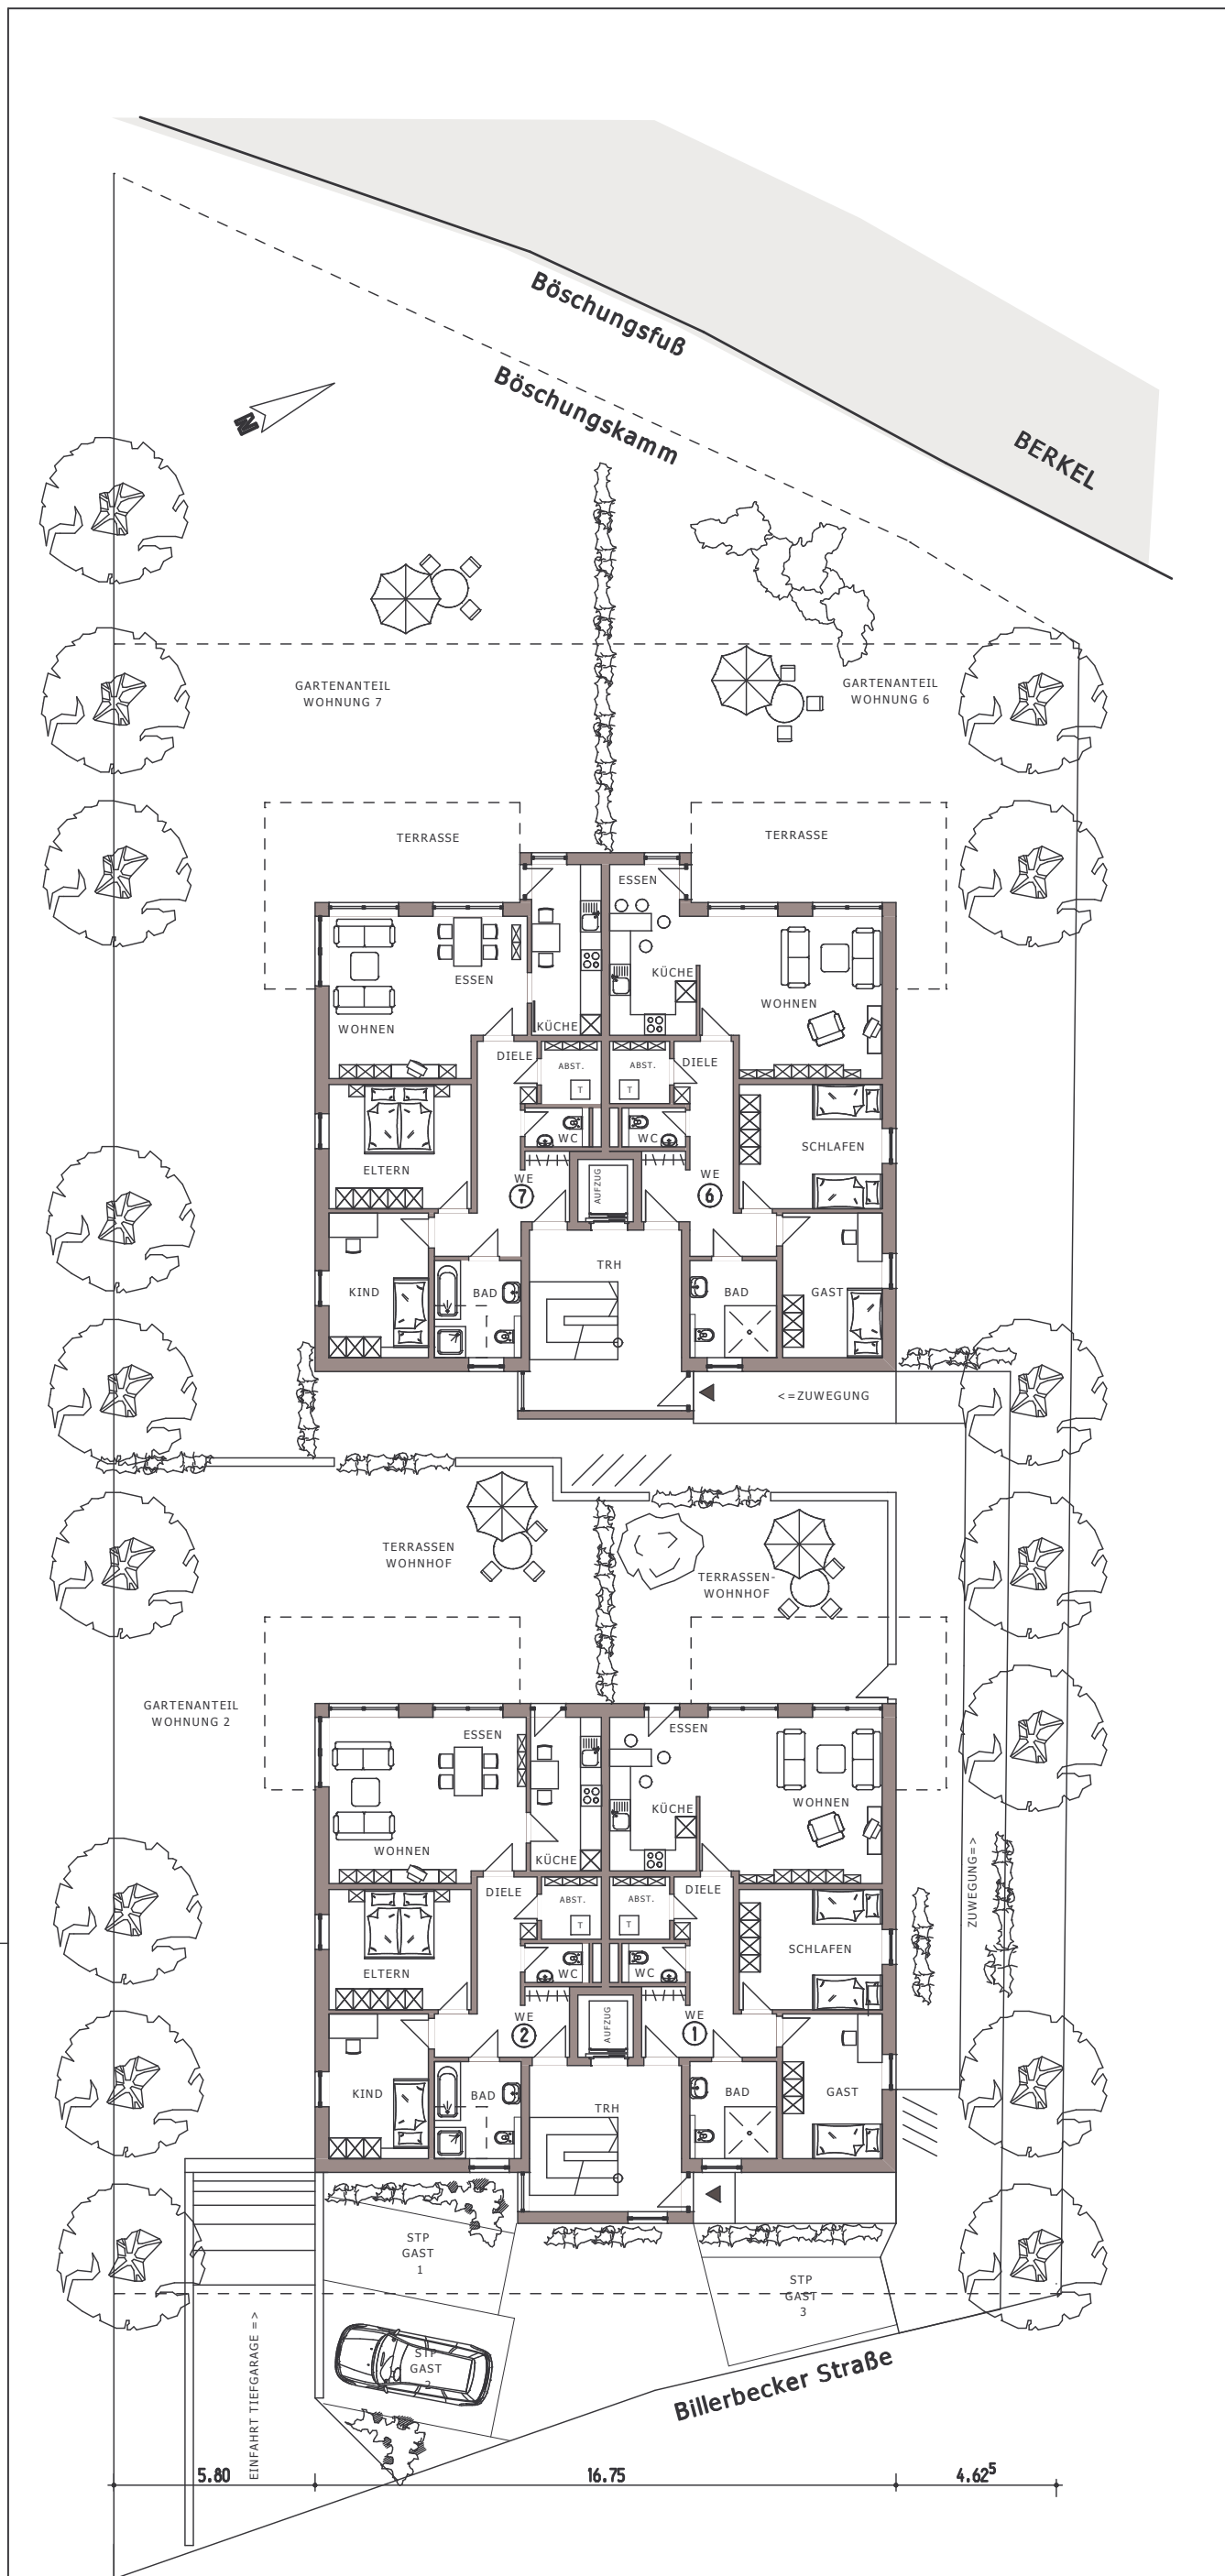 Böschungsfuß
Böschungskamm
BERKEL
N
GARTENANTEIL
WOHNUNG 7
GARTENANTEIL
WOHNUNG 6
TERRASSE
TERRASSE
ESSEN
ESSEN
KÜCHE
WOHNEN
WOHNEN
KÜCHE
DIELE
ABST.
T
ABST.
T
DIELE
WC
WC
ELTERN
SCHLAFEN
WE
7
AUFZUG
WE
6
TRH
KIND
BAD
BAD
GAST
<=ZUWEGUNG
TERRASSEN
WOHNHOF
TERRASSEN-
WOHNHOF
GARTENANTEIL
WOHNUNG 2
ESSEN
ESSEN
WOHNEN
KÜCHE
KÜCHE
WOHNEN
ZUWEGUNG=>
DIELE
ABST.
T
ABST.
T
DIELE
WC
WC
ELTERN
SCHLAFEN
WE
2
AUFZUG
WE
1
KIND
BAD
TRH
BAD
GAST
STP
GAST
1
STP
GAST
3
STP
GAST
2
EINFAHRT TIEFGARAGE =>
Billerbecker Straße
5.80
16.75
4.62⁵